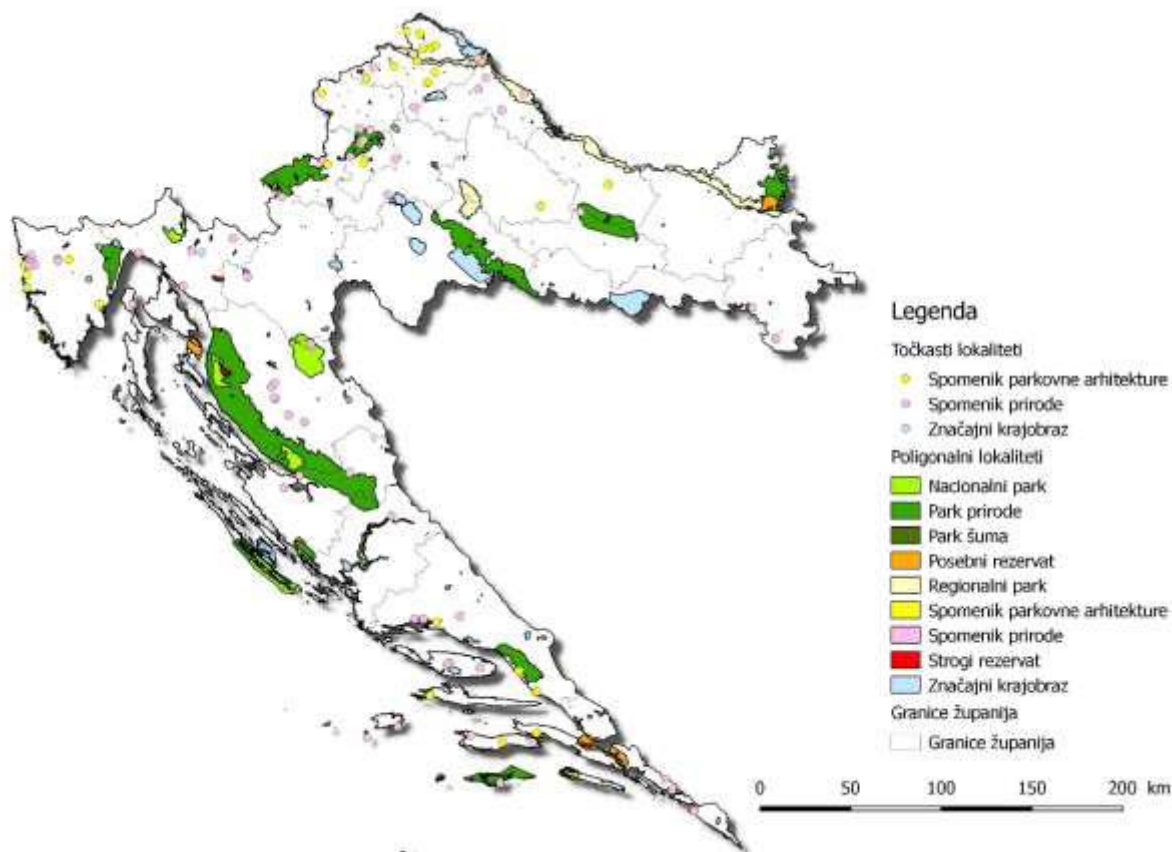 Legenda
Točkasti lokaliteti
Spomenik parkovne arhitekture
Spomenik prirode
Značajni krajobraz
Poligonalni lokaliteti
Nacionalni park
Park prirode
Park šuma
Posebni rezervat
Regionalni park
Spomenik parkovne arhitekture
Spomenik prirode
Strogi rezervat
Značajni krajobraz
Granice županija
Granice županija
0 50 100 150 200 km